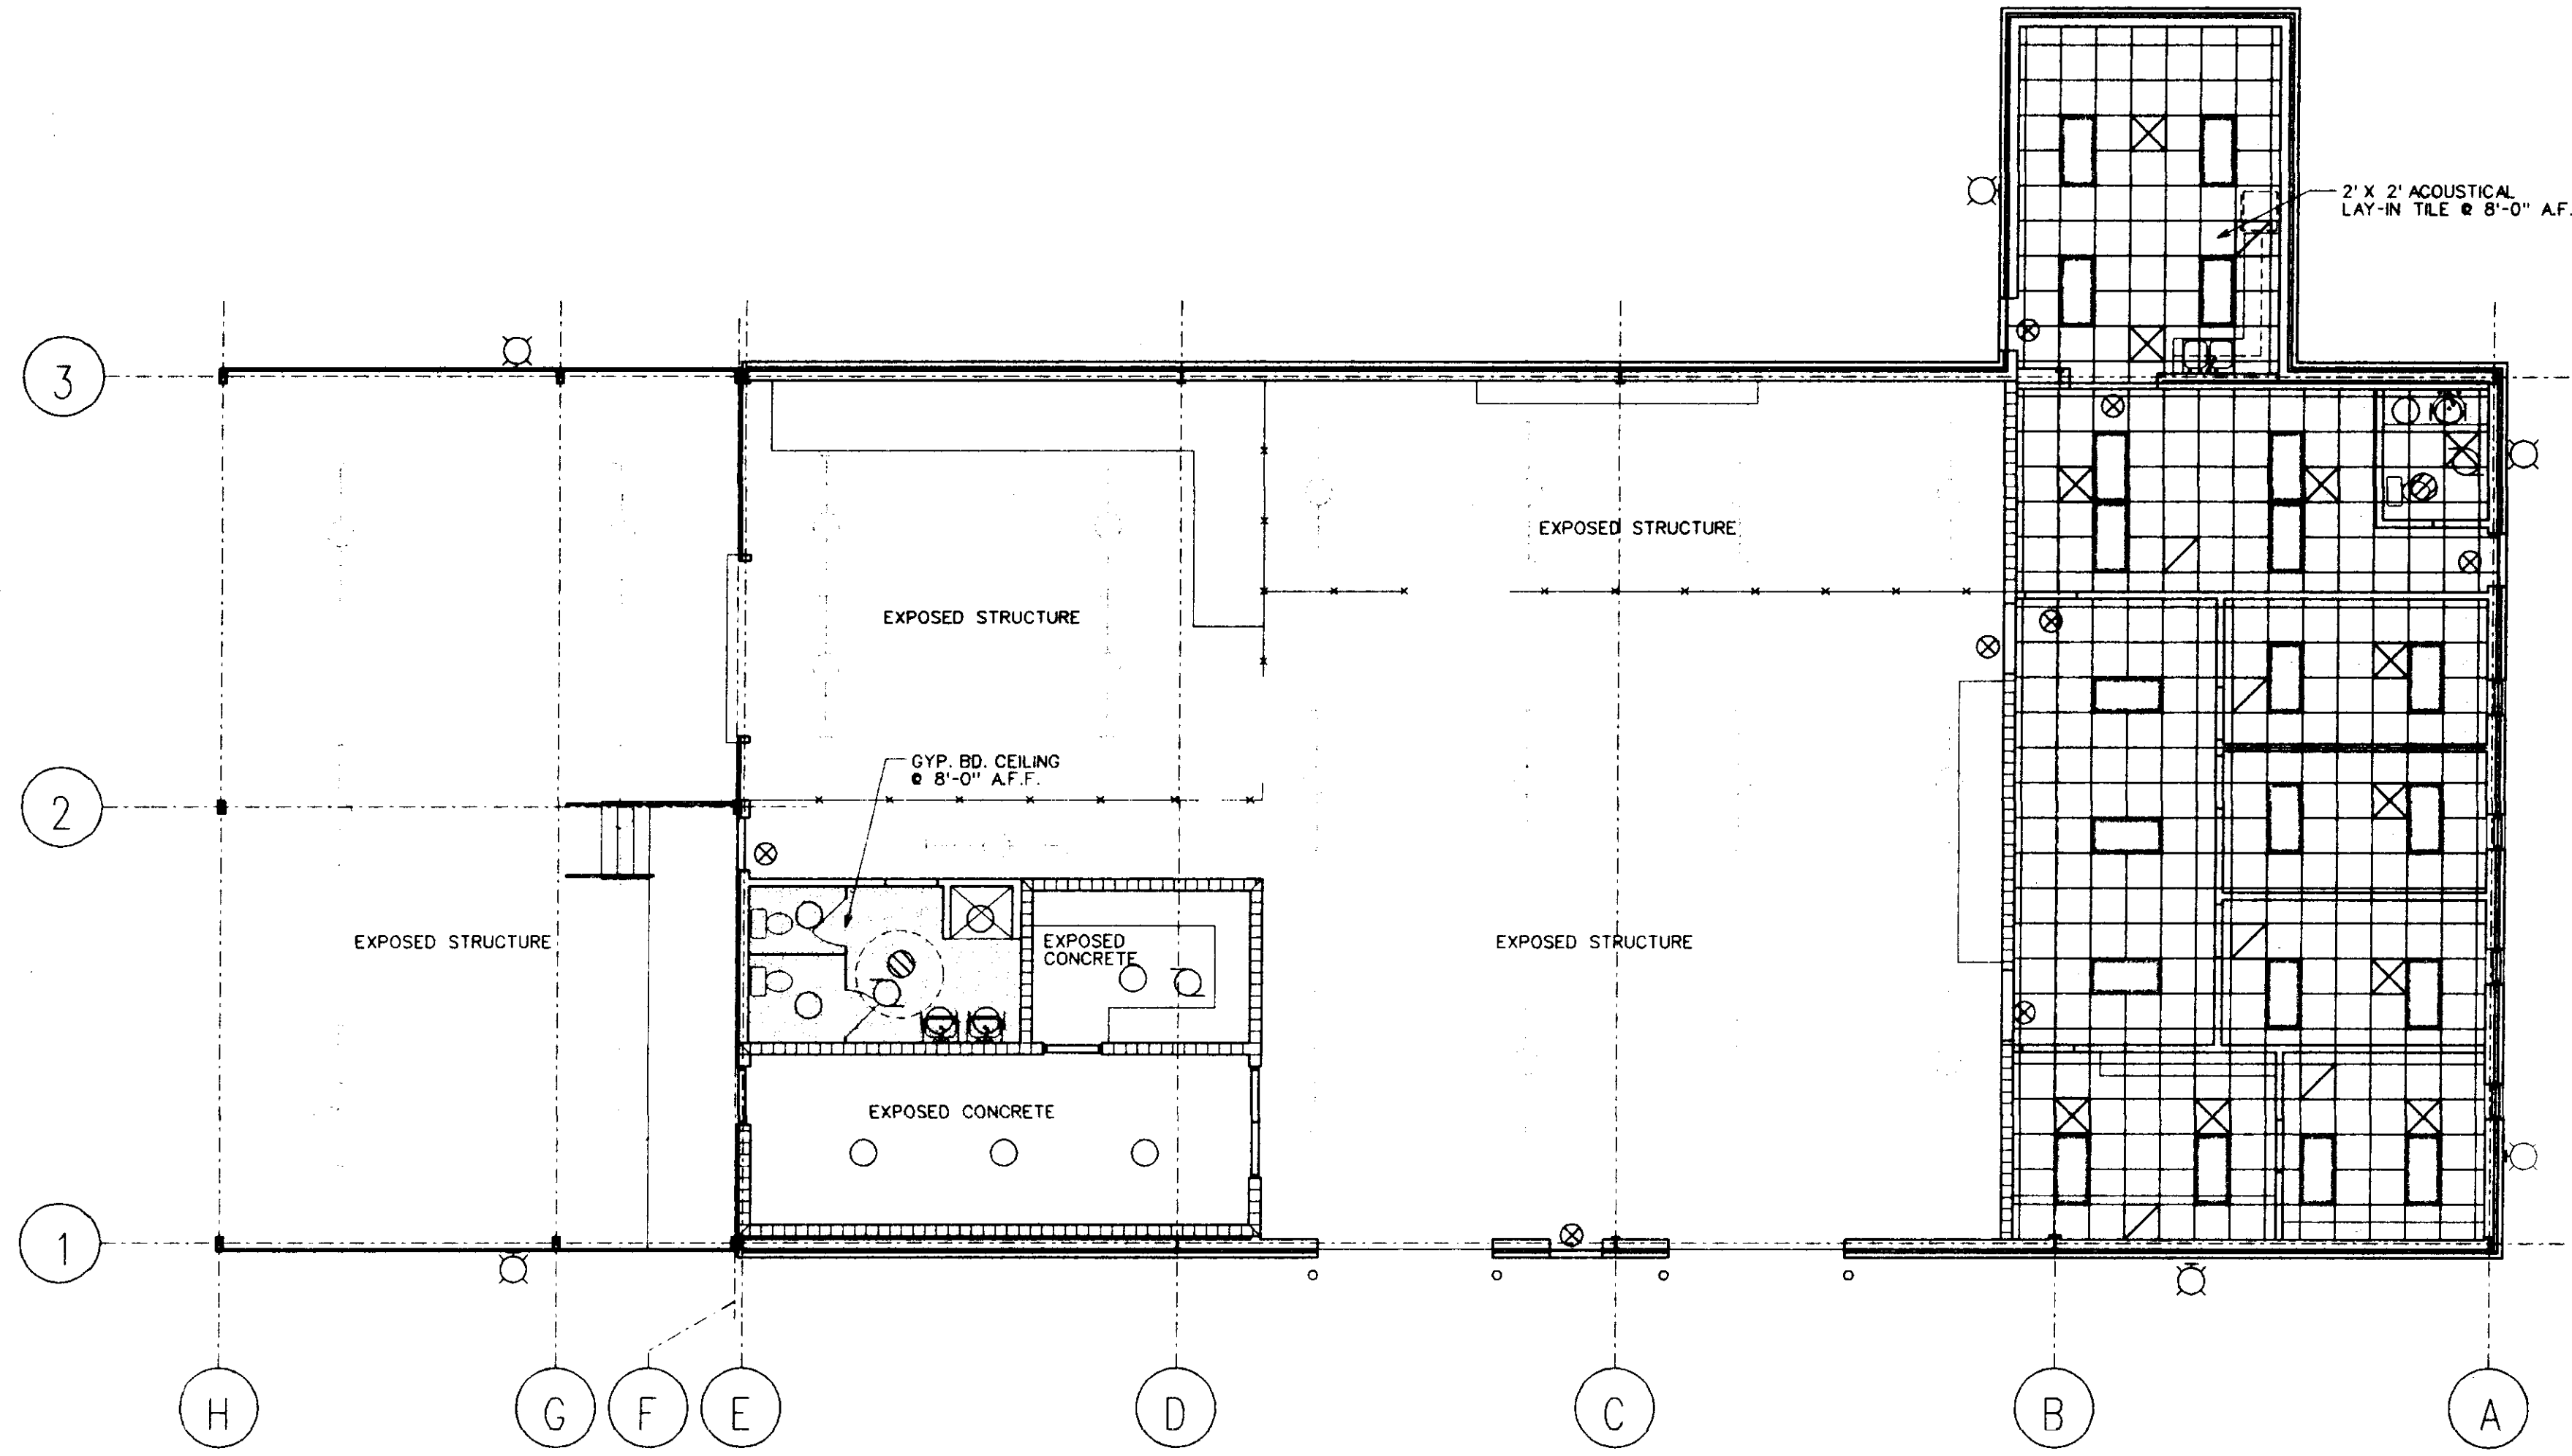 2' X 2' ACOUSTICAL
LAY-IN TILE @ 8'-0" A.F.
3
EXPOSED STRUCTURE
EXPOSED STRUCTURE
GYP. BD. CEILING
@ 8'-0" A.F.F.
2
EXPOSED STRUCTURE
EXPOSED
CONCRETE
EXPOSED STRUCTURE
EXPOSED CONCRETE
1
H
G
F
E
D
C
B
A